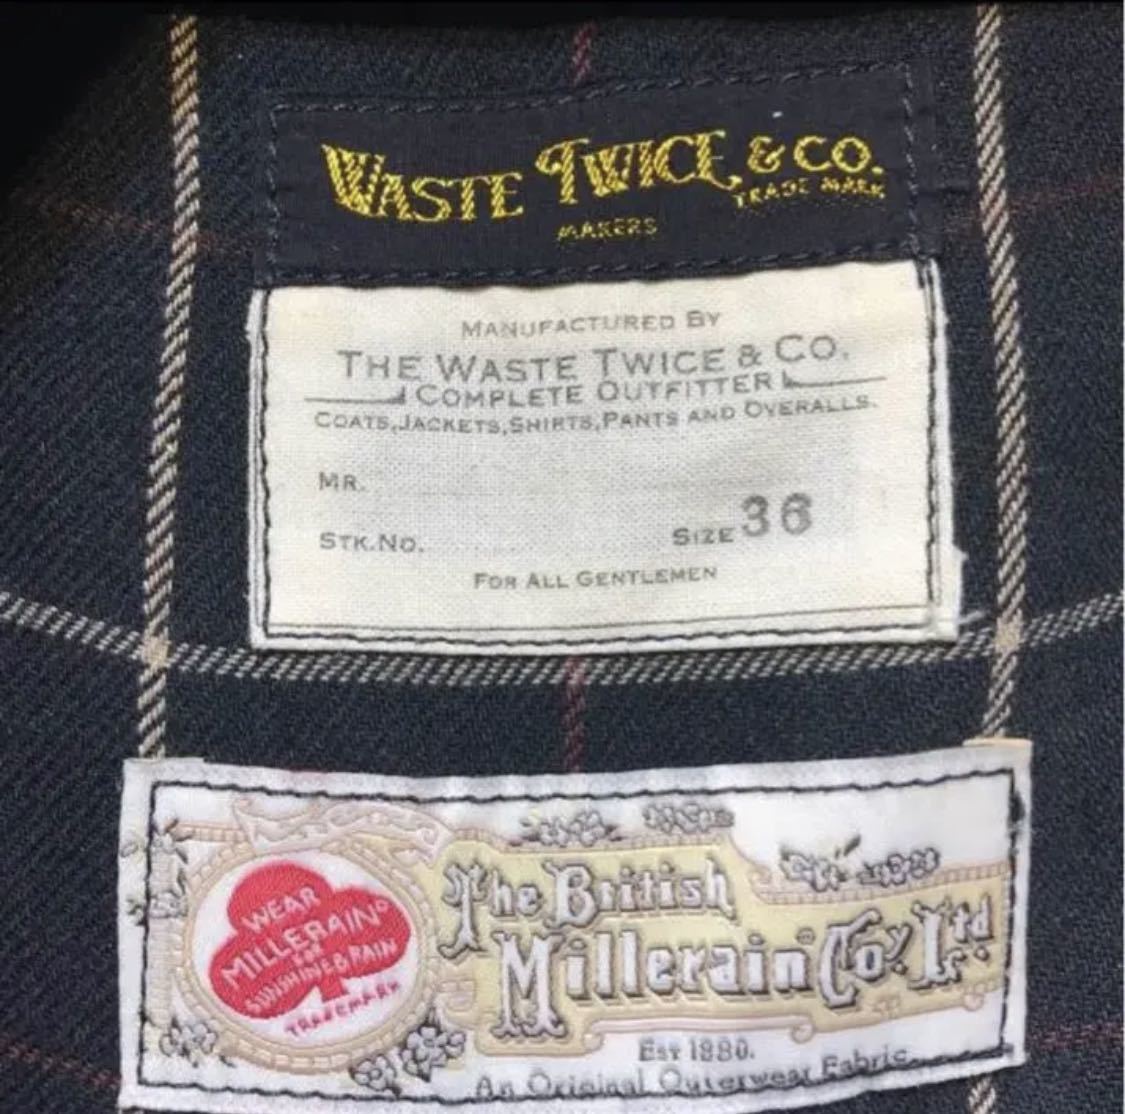 WASTE TWICE & CO.
TRADE MARK
MAKERS
MANUFACTURED BY
THE WASTE TWICE & CO.
COMPLETE OUTFITTER
COATS,JACKETS,SHIRTS,PANTS AND OVERALLS.
MR.
STK.NO. SIZE 36
FOR ALL GENTLEMEN
WEAR
MILLERAIN
FOR
SUNSHINE & RAIN
TRADEMARK
The British
Millerain® Coy. Ltd
EST 1880.
An Original Outerwear Fabric